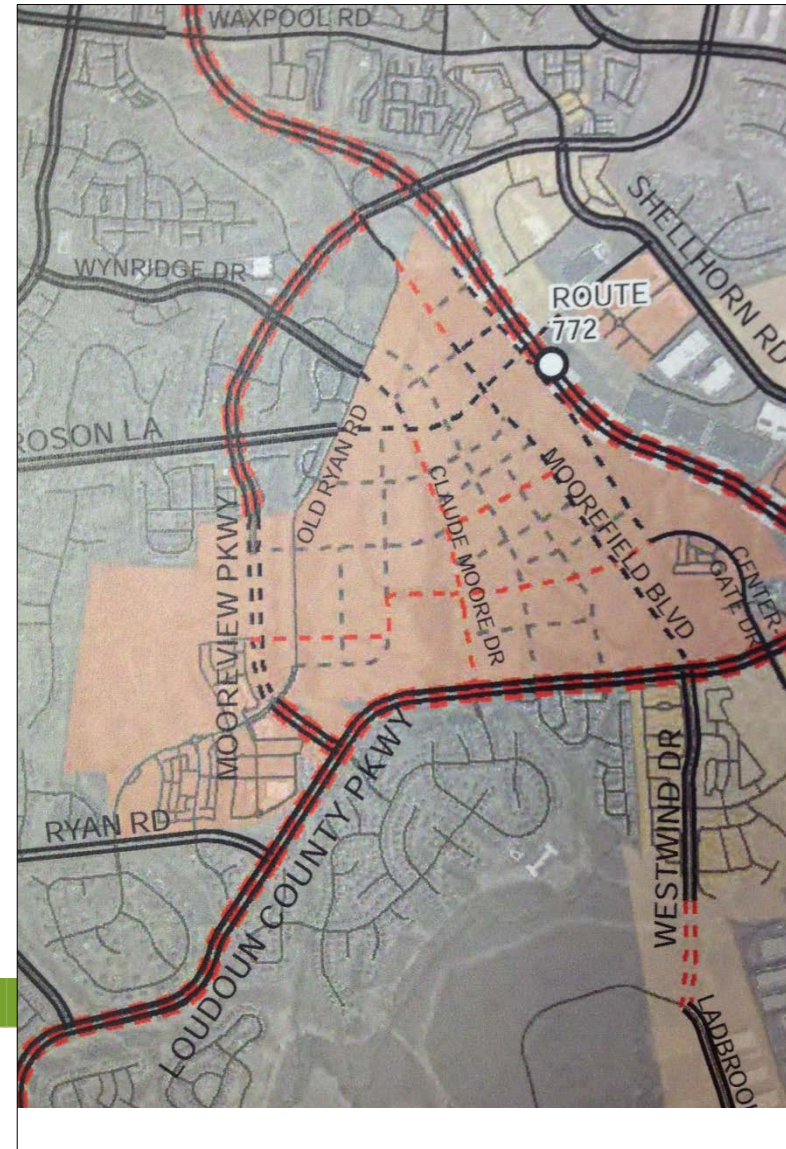 WAXPOOL RD
SHELLHORN RD
WYNRIDGE DR
ROUTE
772
ROSON LA
OLD RYAN RD
MOOREFIELD BLVD
CLAUDE MOORE DR
MOOREVIEW PKWY
CENTER-
GATE DR
RYAN RD
LOUDOUN COUNTY PKWY
WESTWIND DR
LADBROO